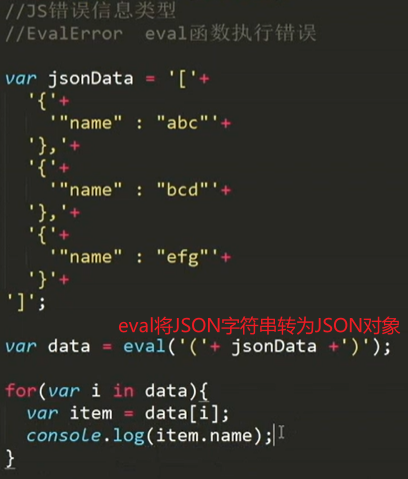 //JS错误信息类型
//EvalError  eval函数执行错误
var jsonData = '['+
'{'+
'"name" : "abc"'+
'},'+
'{'+
'"name" : "bcd"'+
'},'+
'{'+
'"name" : "efg"'+
'}'+
']';
eval将JSON字符串转为JSON对象
var data = eval('('+ jsonData +')');
for(var i in data){
var item = data[i];
console.log(item.name);
}